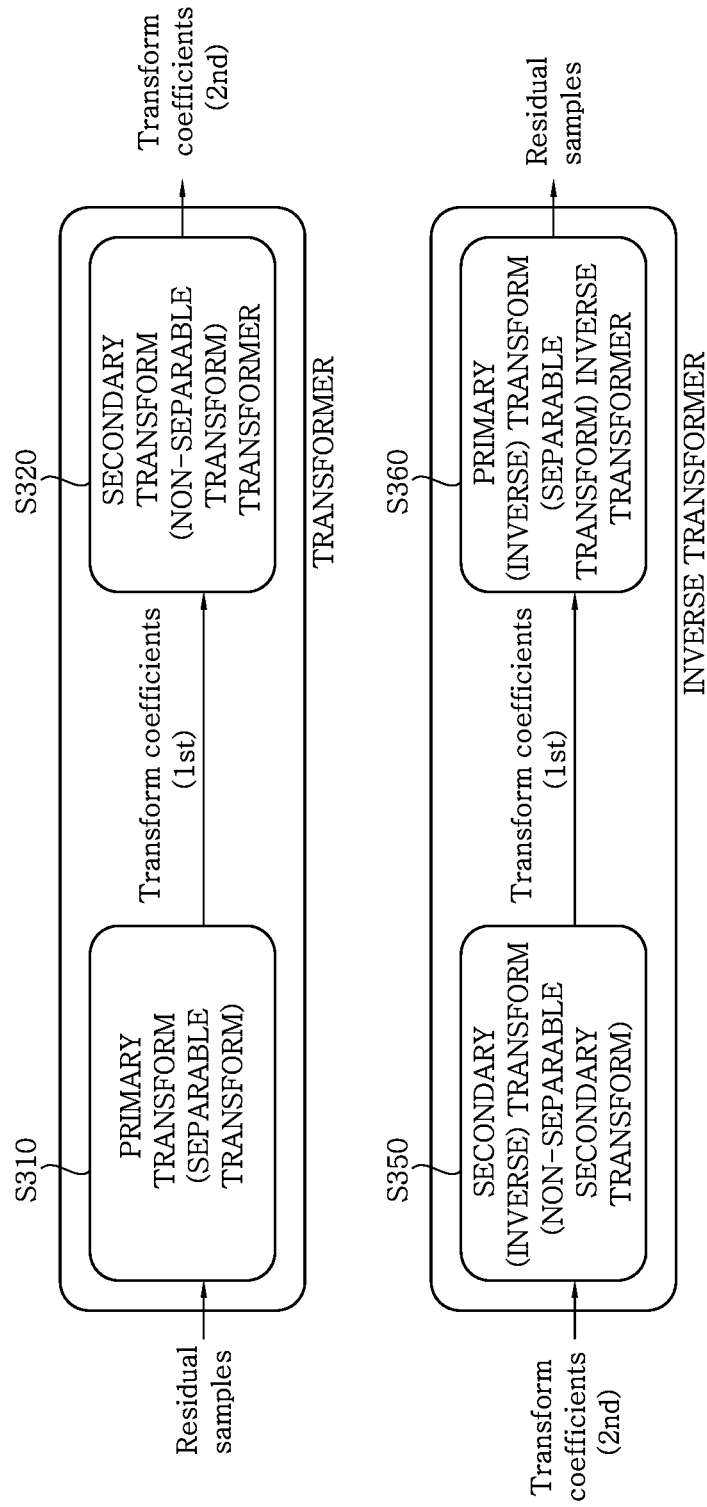 Residual
samples
S310
PRIMARY
TRANSFORM
(SEPARABLE
TRANSFORM)
Transform coefficients
(1st)
S320
SECONDARY
TRANSFORM
(NON-SEPARABLE
TRANSFORM)
TRANSFORMER
Transform
coefficients
(2nd)
TRANSFORMER
Transform
coefficients
(2nd)
S350
SECONDARY
(INVERSE) TRANSFORM
(NON-SEPARABLE
SECONDARY
TRANSFORM)
Transform coefficients
(1st)
S360
PRIMARY
(INVERSE) TRANSFORM
(SEPARABLE
TRANSFORM) INVERSE
TRANSFORMER
Residual
samples
INVERSE TRANSFORMER